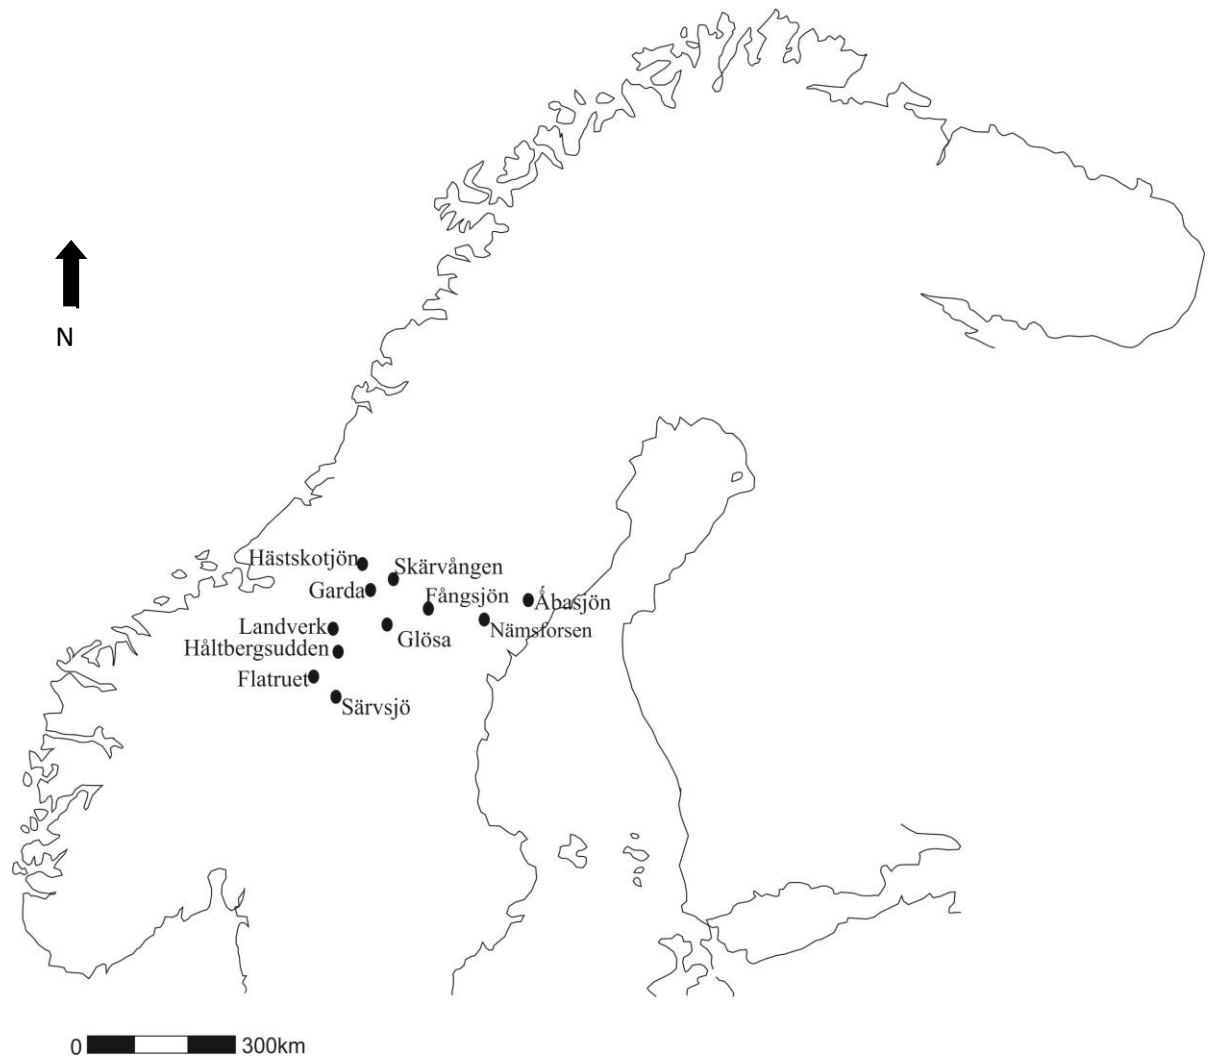 N
Hästskotjön
Skärvången
Garda
Fångsjön
Åbasjön
Landverk
Glösa
Nämsforsen
Håltbergsudden
Flatruet
Särvsjö
0 300km